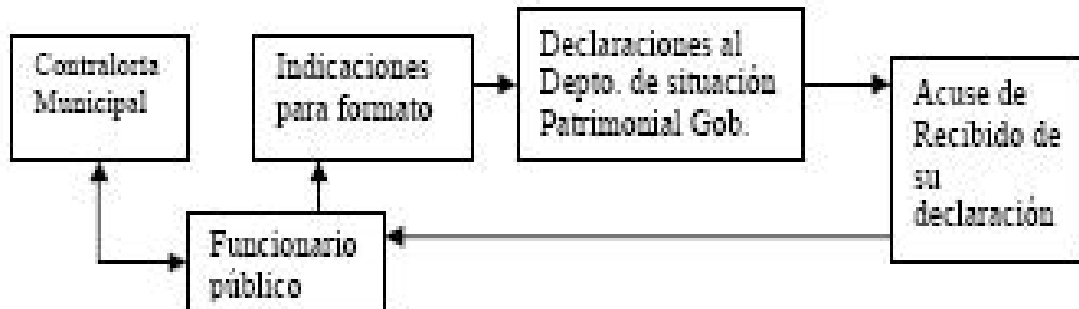 Contraloría
Municipal
Indicaciones
para formato
Declaraciones al
Depto. de situación
Patrimonial Gob.
Acuse de
Recibido de
su
declaración
Funcionario
público